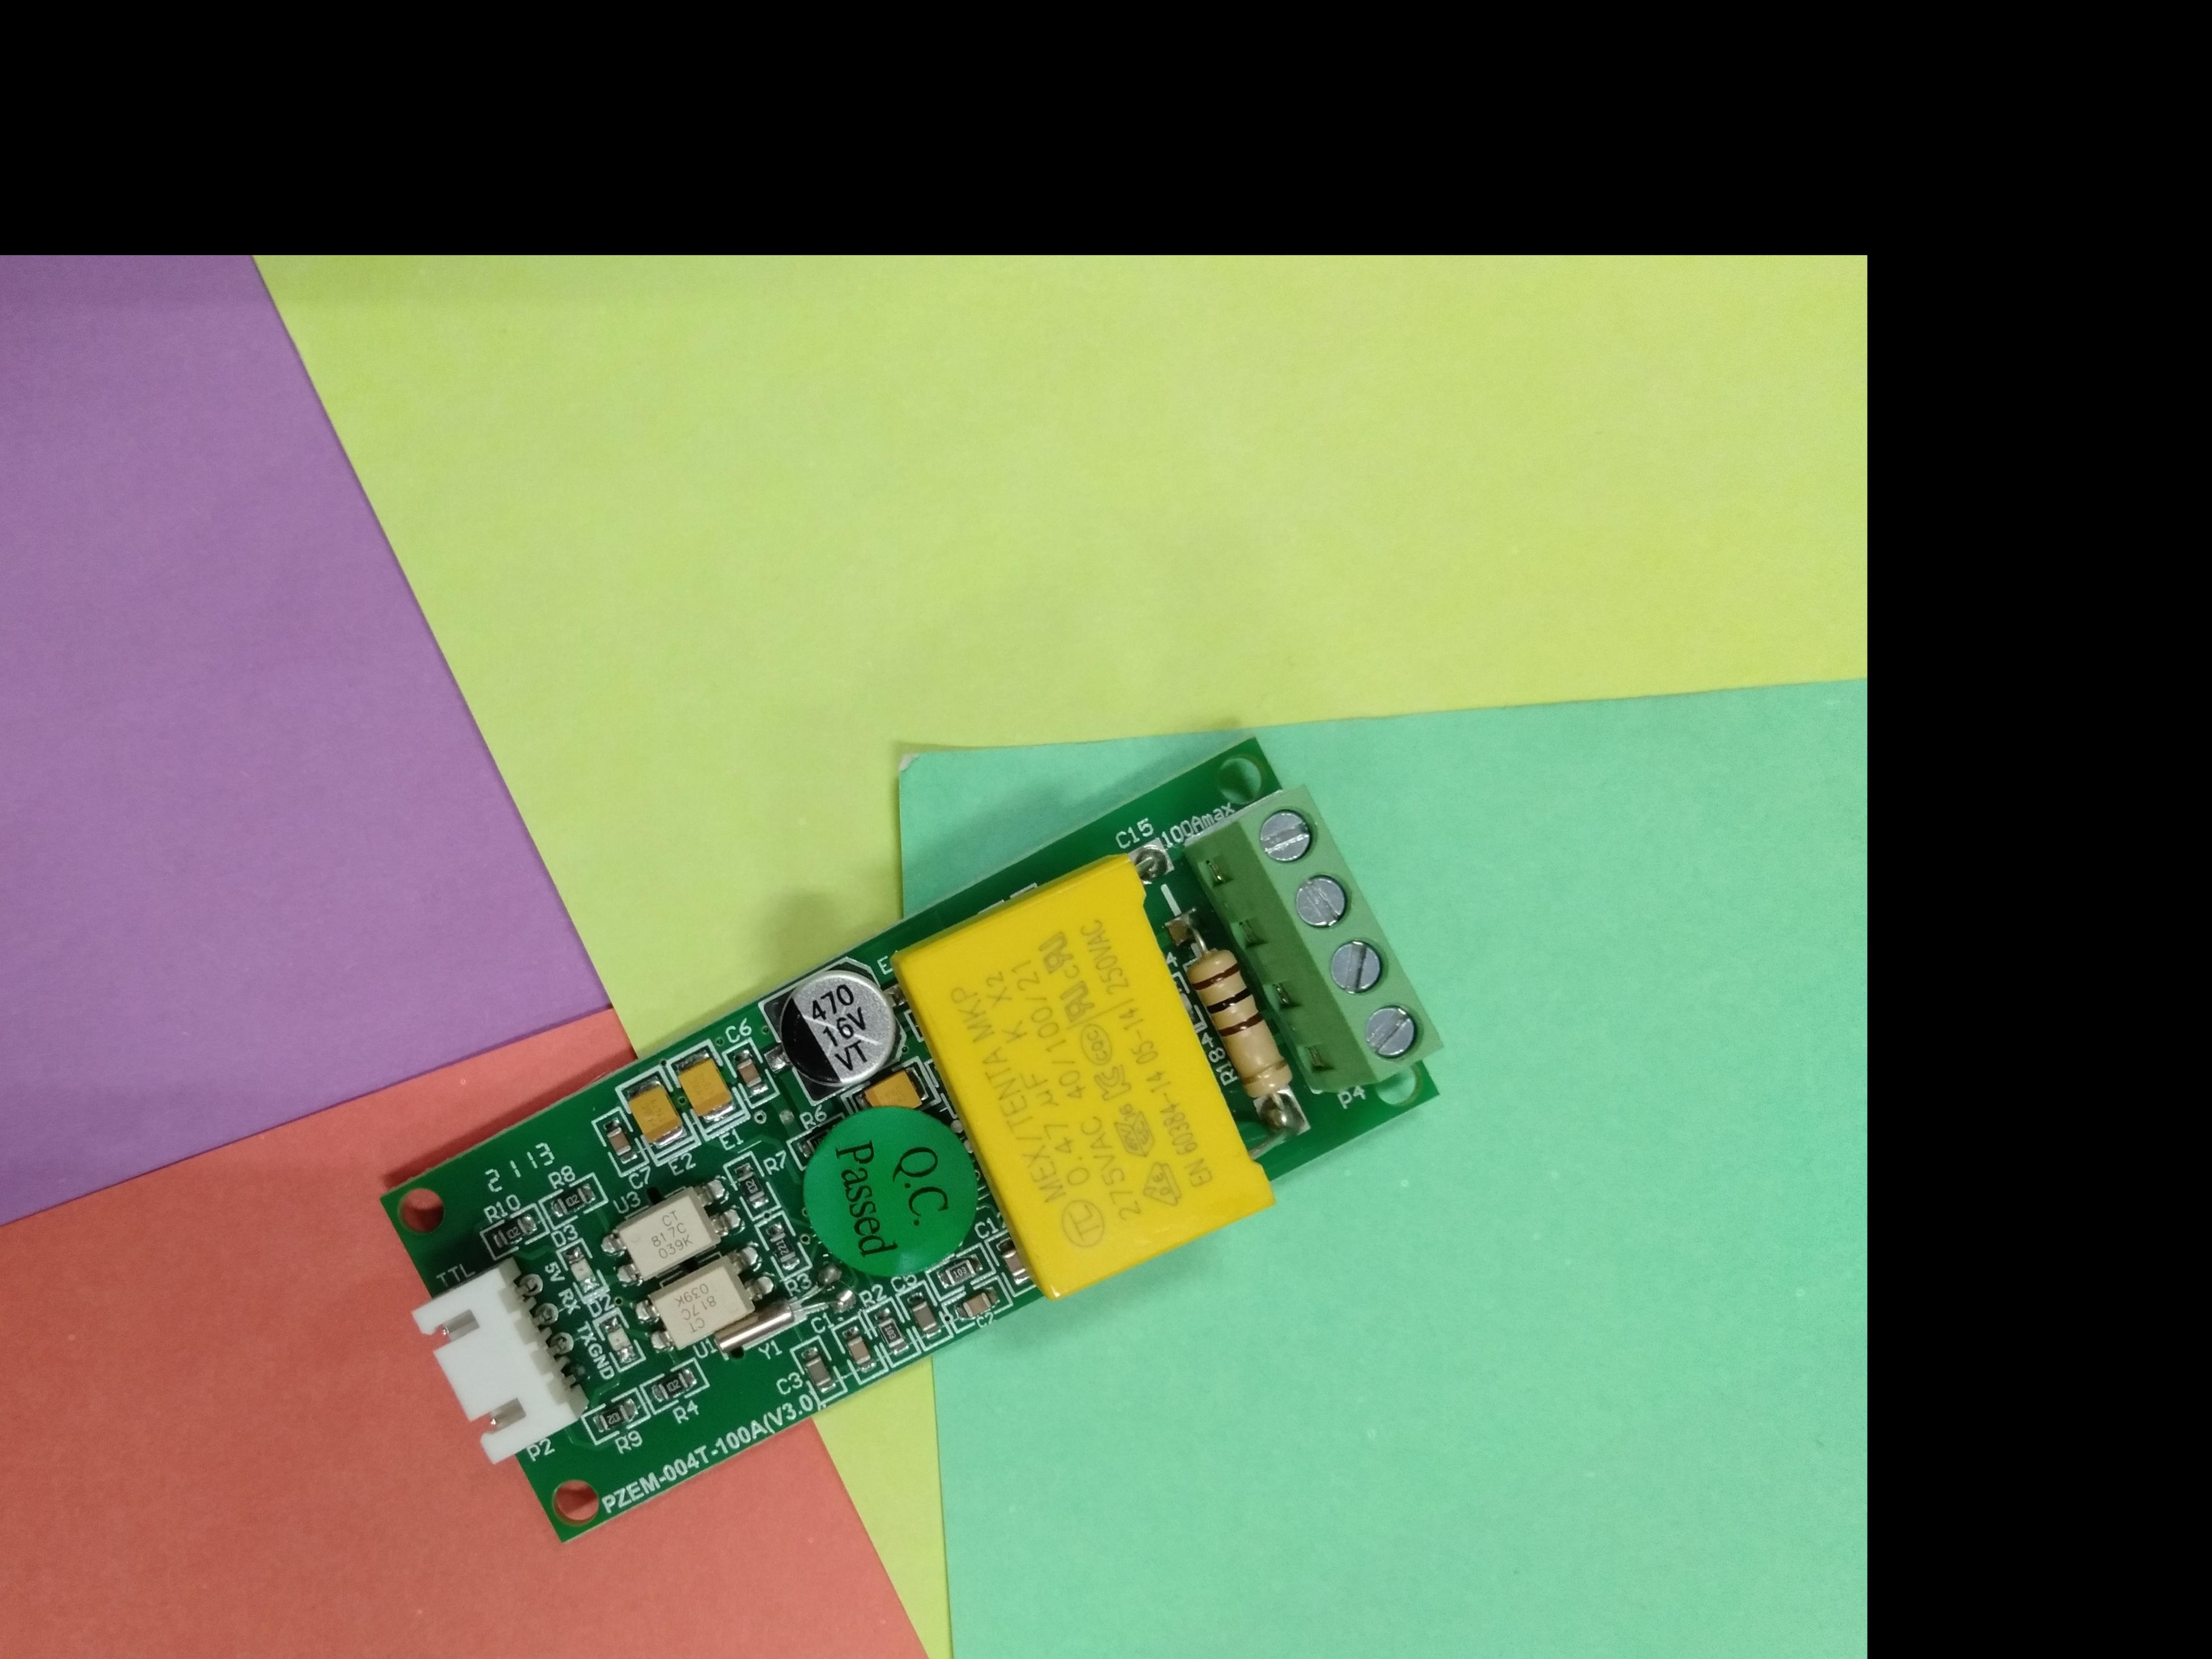 C15
100Amax
470
16V
VT
MEX/TENTA MKP
0.47 µF K X2
275VAC 40/100/21
EN 60384-14 05-14 250VAC
R18
P4
C6
E1
E2
C7
R6
R7
2113
R8
R10
U3
D3
CT
817C
039K
CT
817C
039K
Q.C.
Passed
TTL
5V
RX
TX
GND
R3
U1
Y1
C1
R2
C2
C3
R4
R9
P2
PZEM-004T-100A(V3.0)